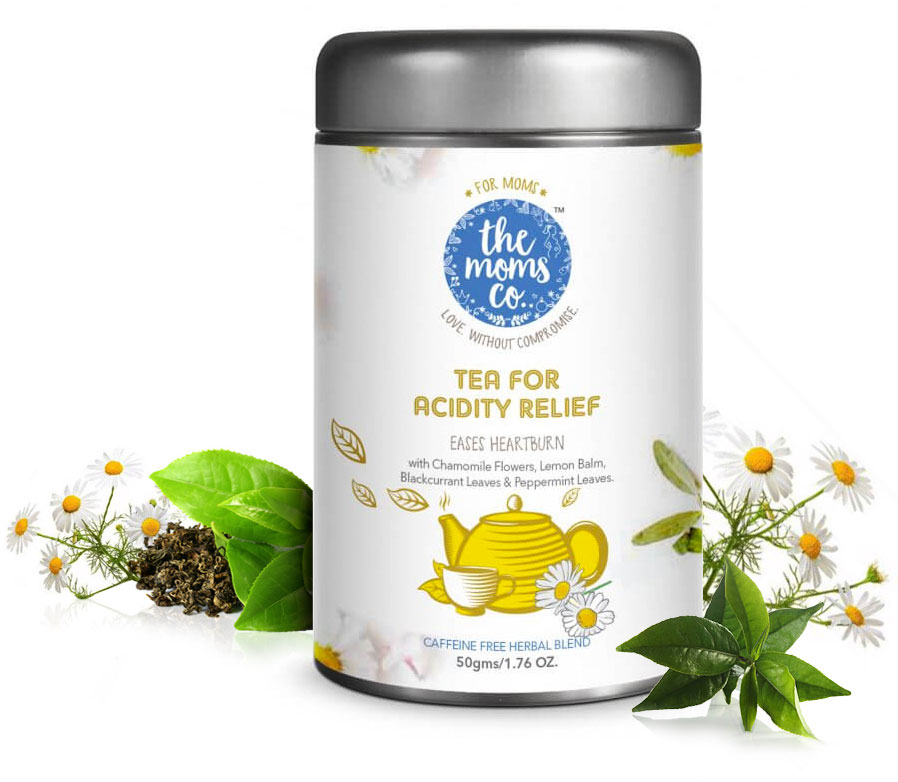 FOR MOMS
TM
the
moms
co..
LOVE. WITHOUT COMPROMISE.
TEA FOR
ACIDITY RELIEF
EASES HEARTBURN
with Chamomile Flowers, Lemon Balm,
Blackcurrant Leaves & Peppermint Leaves.
CAFFEINE FREE HERBAL BLEND
50gms/1.76 OZ.